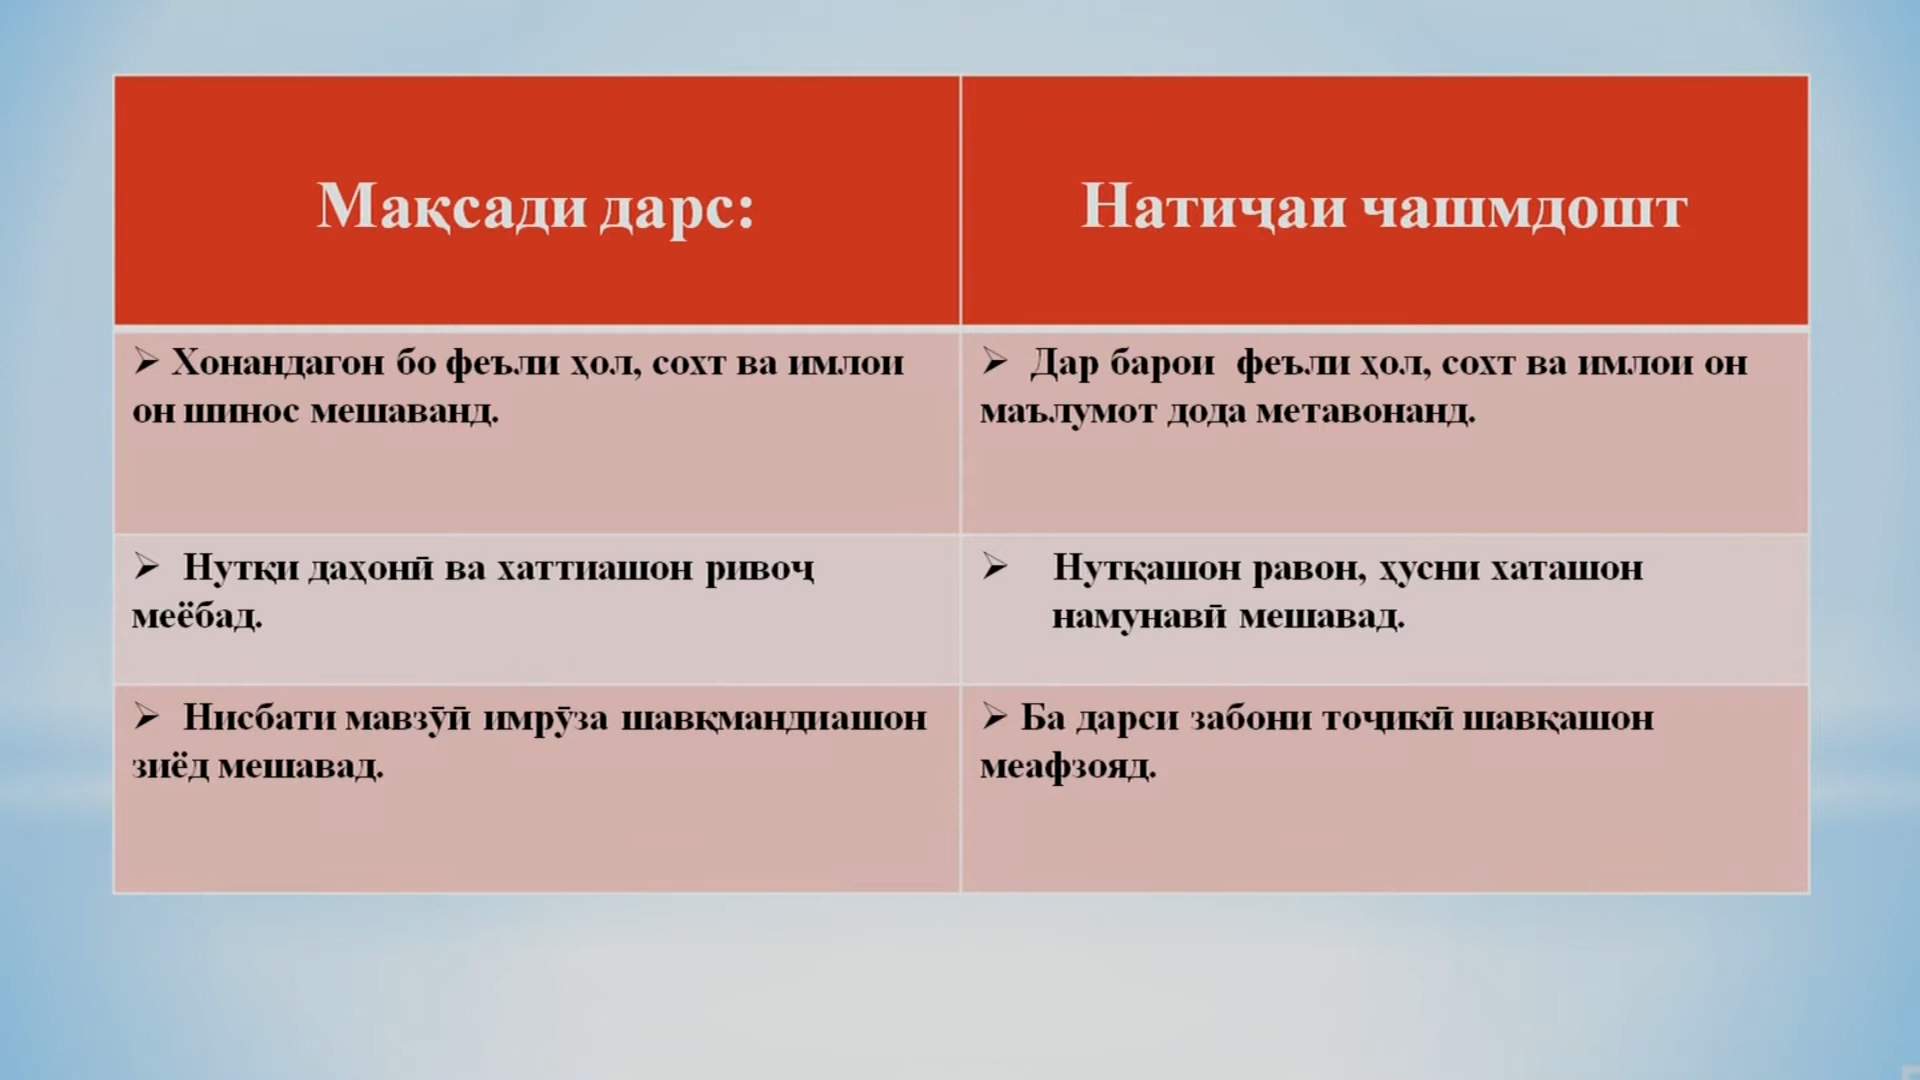 Мақсади дарс:
Натиҷаи чашмдошт
➢ Хонандагон бо феъли ҳол, сохт ва имлои
он шинос мешаванд.
➢ Дар барои феъли ҳол, сохт ва имлои он
маълумот дода метавонанд.
➢ Нутқи даҳонӣ ва хаттиашон ривоҷ
меёбад.
➢ Нутқашон равон, ҳусни хаташон
намунавӣ мешавад.
➢ Нисбати мавзӯӣ имрӯза шавқмандиашон
зиёд мешавад.
➢ Ба дарси забони тоҷикӣ шавқашон
меафзояд.